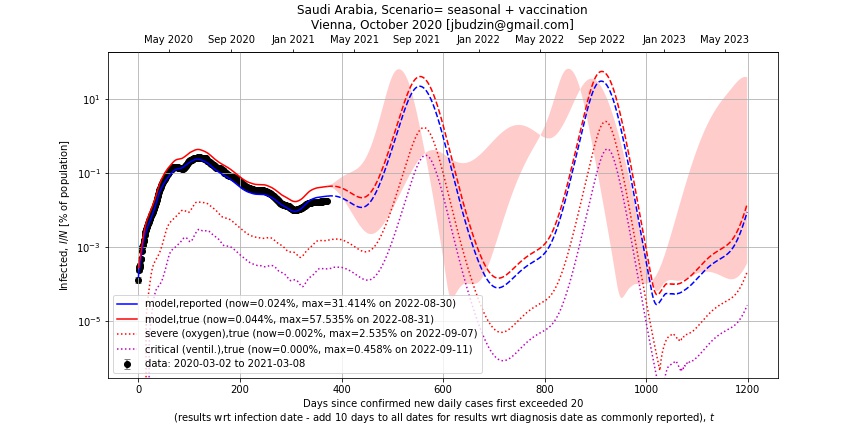 Saudi Arabia, Scenario= seasonal + vaccination
Vienna, October 2020 [jbudzin@gmail.com]
May 2020 Sep 2020 Jan 2021 May 2021 Sep 2021 Jan 2022 May 2022 Sep 2022 Jan 2023 May 2023
Infected, I/N [% of population]
10¹
10⁻¹
10⁻³
10⁻⁵
model,reported (now=0.024%, max=31.414% on 2022-08-30)
model,true (now=0.044%, max=57.535% on 2022-08-31)
severe (oxygen),true (now=0.002%, max=2.535% on 2022-09-07)
critical (ventil.),true (now=0.000%, max=0.458% on 2022-09-11)
data: 2020-03-02 to 2021-03-08
0 200 400 600 800 1000 1200
Days since confirmed new daily cases first exceeded 20
(results wrt infection date - add 10 days to all dates for results wrt diagnosis date as commonly reported), t